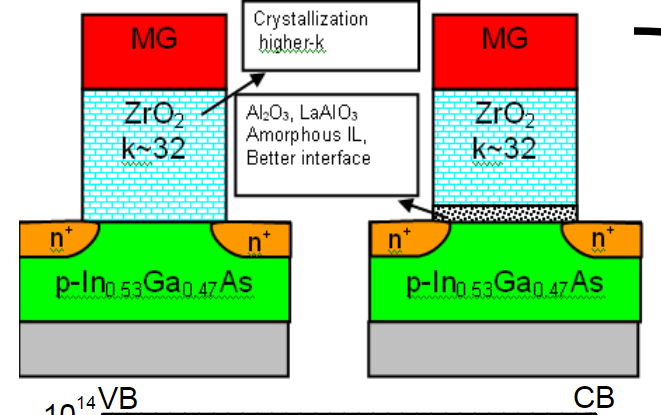 MG
ZrO₂
k~32
n⁺
n⁺
p-In₀.₅₃Ga₀.₄₇As
Crystallization
higher-k
Al₂O₃, LaAlO₃
Amorphous IL,
Better interface
MG
ZrO₂
k~32
n⁺
n⁺
p-In₀.₅₃Ga₀.₄₇As
10¹⁴ VB
CB